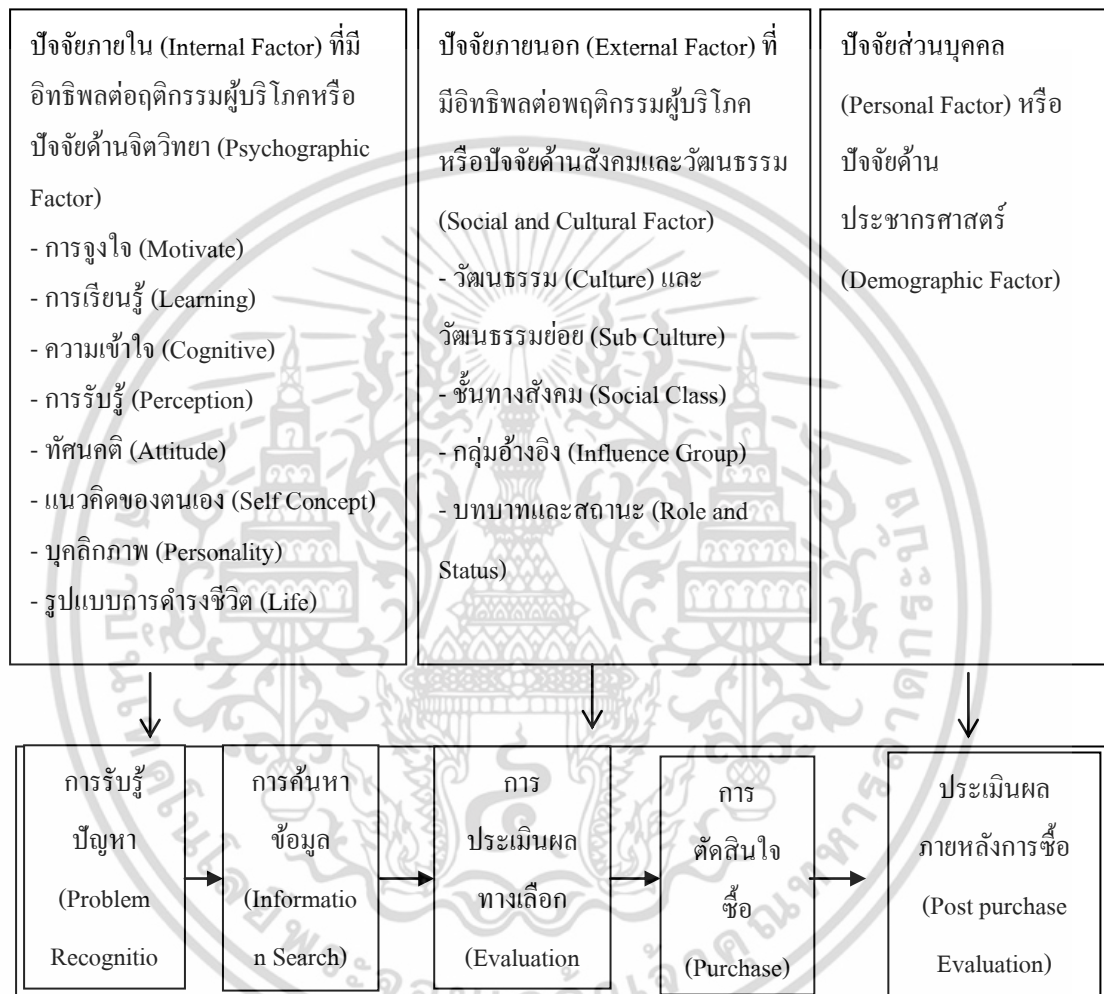 ปัจจัยภายใน (Internal Factor) ที่มี
อิทธิพลต่อฤติกรรมผู้บริโภคหรือ
ปัจจัยด้านจิตวิทยา (Psychographic
Factor)
- การจูงใจ (Motivate)
- การเรียนรู้ (Learning)
- ความเข้าใจ (Cognitive)
- การรับรู้ (Perception)
- ทัศนคติ (Attitude)
- แนวคิดของตนเอง (Self Concept)
- บุคลิกภาพ (Personality)
- รูปแบบการดำรงชีวิต (Life)
ปัจจัยภายนอก (External Factor) ที่
มีอิทธิพลต่อพฤติกรรมผู้บริโภค
หรือปัจจัยด้านสังคมและวัฒนธรรม
(Social and Cultural Factor)
- วัฒนธรรม (Culture) และ
วัฒนธรรมย่อย (Sub Culture)
- ชั้นทางสังคม (Social Class)
- กลุ่มอ้างอิง (Influence Group)
- บทบาทและสถานะ (Role and
Status)
ปัจจัยส่วนบุคคล
(Personal Factor) หรือ
ปัจจัยด้าน
ประชากรศาสตร์
(Demographic Factor)
การรับรู้
ปัญหา
(Problem
Recognitio
การค้นหา
ข้อมูล
(Informatio
n Search)
การ
ประเมินผล
ทางเลือก
(Evaluation
การ
ตัดสินใจ
ซื้อ
(Purchase)
ประเมินผล
ภายหลังการซื้อ
(Post purchase
Evaluation)